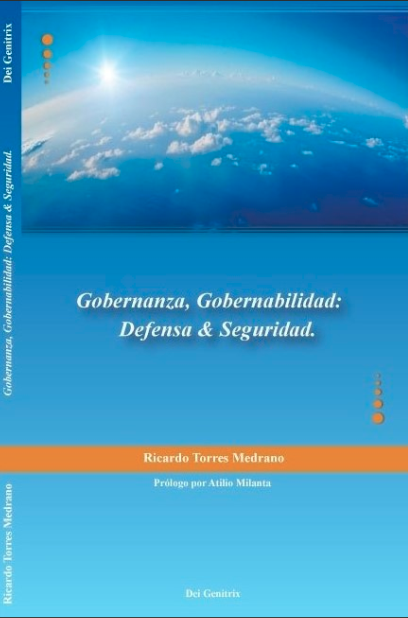 Gobernanza, Gobernabilidad:
Defensa & Seguridad.
Ricardo Torres Medrano
Prólogo por Atilio Milanta
Dei Genitrix
Dei Genitrix
Gobernanza, Gobernabilidad: Defensa & Seguridad.
Ricardo Torres Medrano